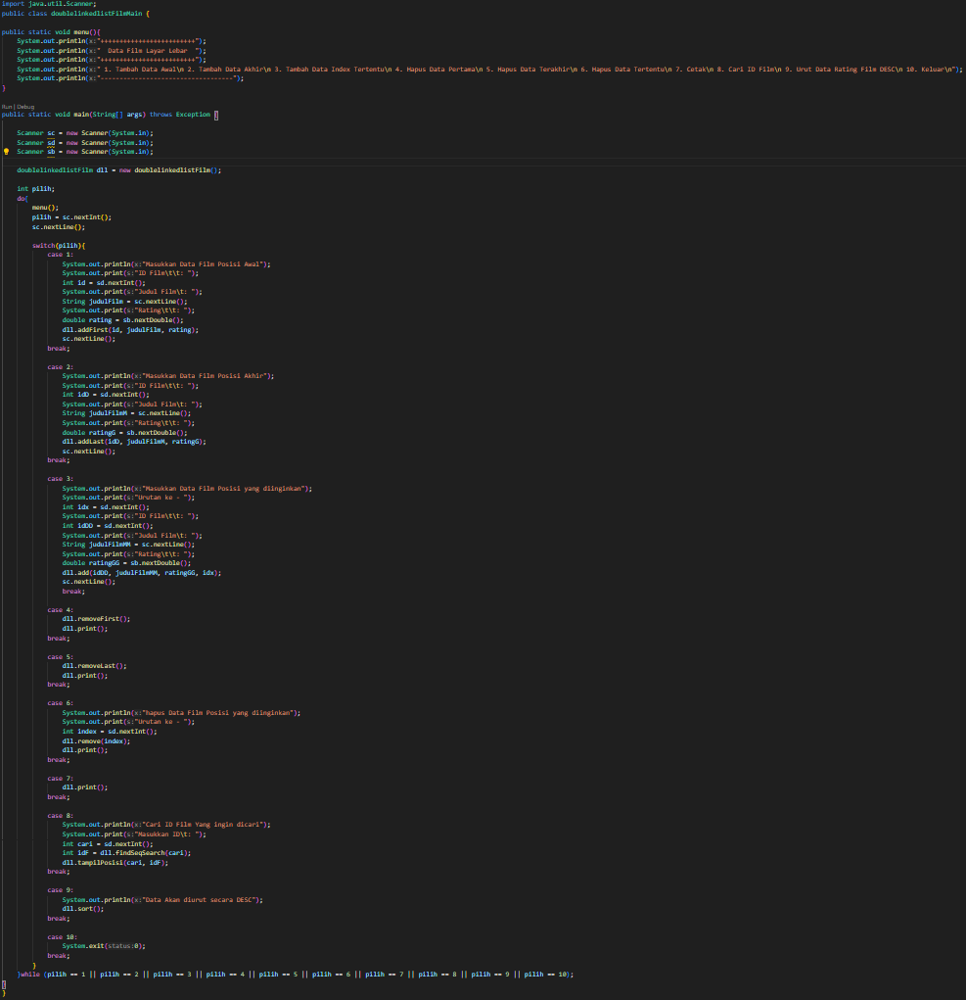 import java.util.Scanner;
public class doublelinkedlistFilmMain {
public static void menu(){
System.out.println(x:"+++++++++++++++++++++++++");
System.out.println(x:"  Data Film Layar Lebar  ");
System.out.println(x:"+++++++++++++++++++++++++");
System.out.println(x:" 1. Tambah Data Awal\n 2. Tambah Data Akhir\n 3. Tambah Data Index Tertentu\n 4. Hapus Data Pertama\n 5. Hapus Data Terakhir\n 6. Hapus Data Tertentu\n 7. Cetak\n 8. Cari ID Film\n 9. Urut Data Rating Film DESC\n 10. Keluar\n");
System.out.println(x:"-----------------------------------");
}
Run | Debug
public static void main(String[] args) throws Exception {
Scanner sc = new Scanner(System.in);
Scanner sd = new Scanner(System.in);
Scanner sb = new Scanner(System.in);
doublelinkedlistFilm dll = new doublelinkedlistFilm();
int pilih;
do{
menu();
pilih = sc.nextInt();
sc.nextLine();
switch(pilih){
case 1:
System.out.println(x:"Masukkan Data Film Posisi Awal");
System.out.print(s:"ID Film\t\t: ");
int id = sd.nextInt();
System.out.print(s:"Judul Film\t: ");
String judulFilm = sc.nextLine();
System.out.print(s:"Rating\t\t: ");
double rating = sb.nextDouble();
dll.addFirst(id, judulFilm, rating);
sc.nextLine();
break;
case 2:
System.out.println(x:"Masukkan Data Film Posisi Akhir");
System.out.print(s:"ID Film\t\t: ");
int idD = sd.nextInt();
System.out.print(s:"Judul Film\t: ");
String judulFilmM = sc.nextLine();
System.out.print(s:"Rating\t\t: ");
double ratingG = sb.nextDouble();
dll.addLast(idD, judulFilmM, ratingG);
sc.nextLine();
break;
case 3:
System.out.println(x:"Masukkan Data Film Posisi yang diinginkan");
System.out.print(s:"Urutan ke - ");
int idx = sd.nextInt();
System.out.print(s:"ID Film\t\t: ");
int idDD = sd.nextInt();
System.out.print(s:"Judul Film\t: ");
String judulFilmMM = sc.nextLine();
System.out.print(s:"Rating\t\t: ");
double ratingGG = sb.nextDouble();
dll.add(idDD, judulFilmMM, ratingGG, idx);
sc.nextLine();
break;
case 4:
dll.removeFirst();
dll.print();
break;
case 5:
dll.removeLast();
dll.print();
break;
case 6:
System.out.println(x:"hapus Data Film Posisi yang diinginkan");
System.out.print(s:"Urutan ke - ");
int index = sd.nextInt();
dll.remove(index);
dll.print();
break;
case 7:
dll.print();
break;
case 8:
System.out.println(x:"Cari ID Film Yang ingin dicari");
System.out.print(s:"Masukkan ID\t: ");
int cari = sd.nextInt();
int idF = dll.findSeqSearch(cari);
dll.tampilPosisi(cari, idF);
break;
case 9:
System.out.println(x:"Data Akan diurut secara DESC");
dll.sort();
break;
case 10:
System.exit(status:0);
break;
}
}while (pilih == 1 || pilih == 2 || pilih == 3 || pilih == 4 || pilih == 5 || pilih == 6 || pilih == 7 || pilih == 8 || pilih == 9 || pilih == 10);
}
}